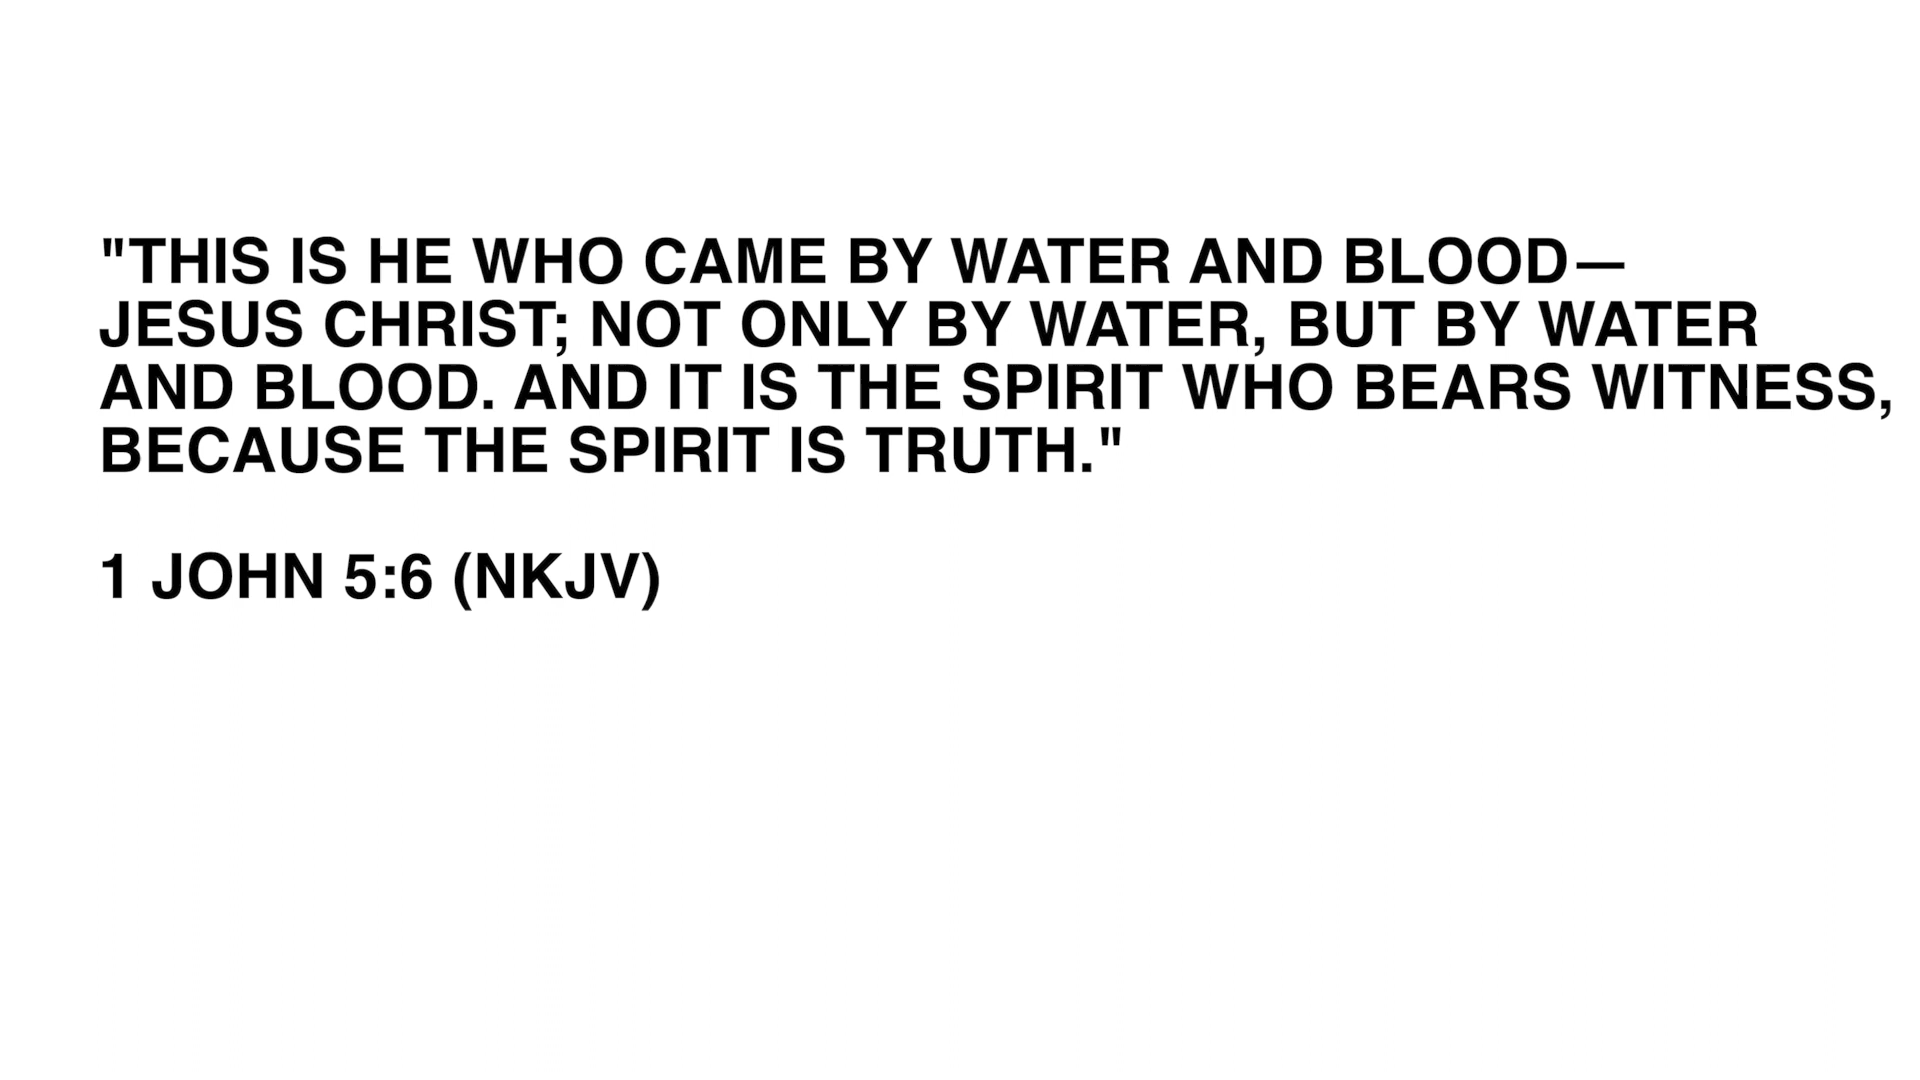 "THIS IS HE WHO CAME BY WATER AND BLOOD—
JESUS CHRIST; NOT ONLY BY WATER, BUT BY WATER
AND BLOOD. AND IT IS THE SPIRIT WHO BEARS WITNESS,
BECAUSE THE SPIRIT IS TRUTH."
1 JOHN 5:6 (NKJV)